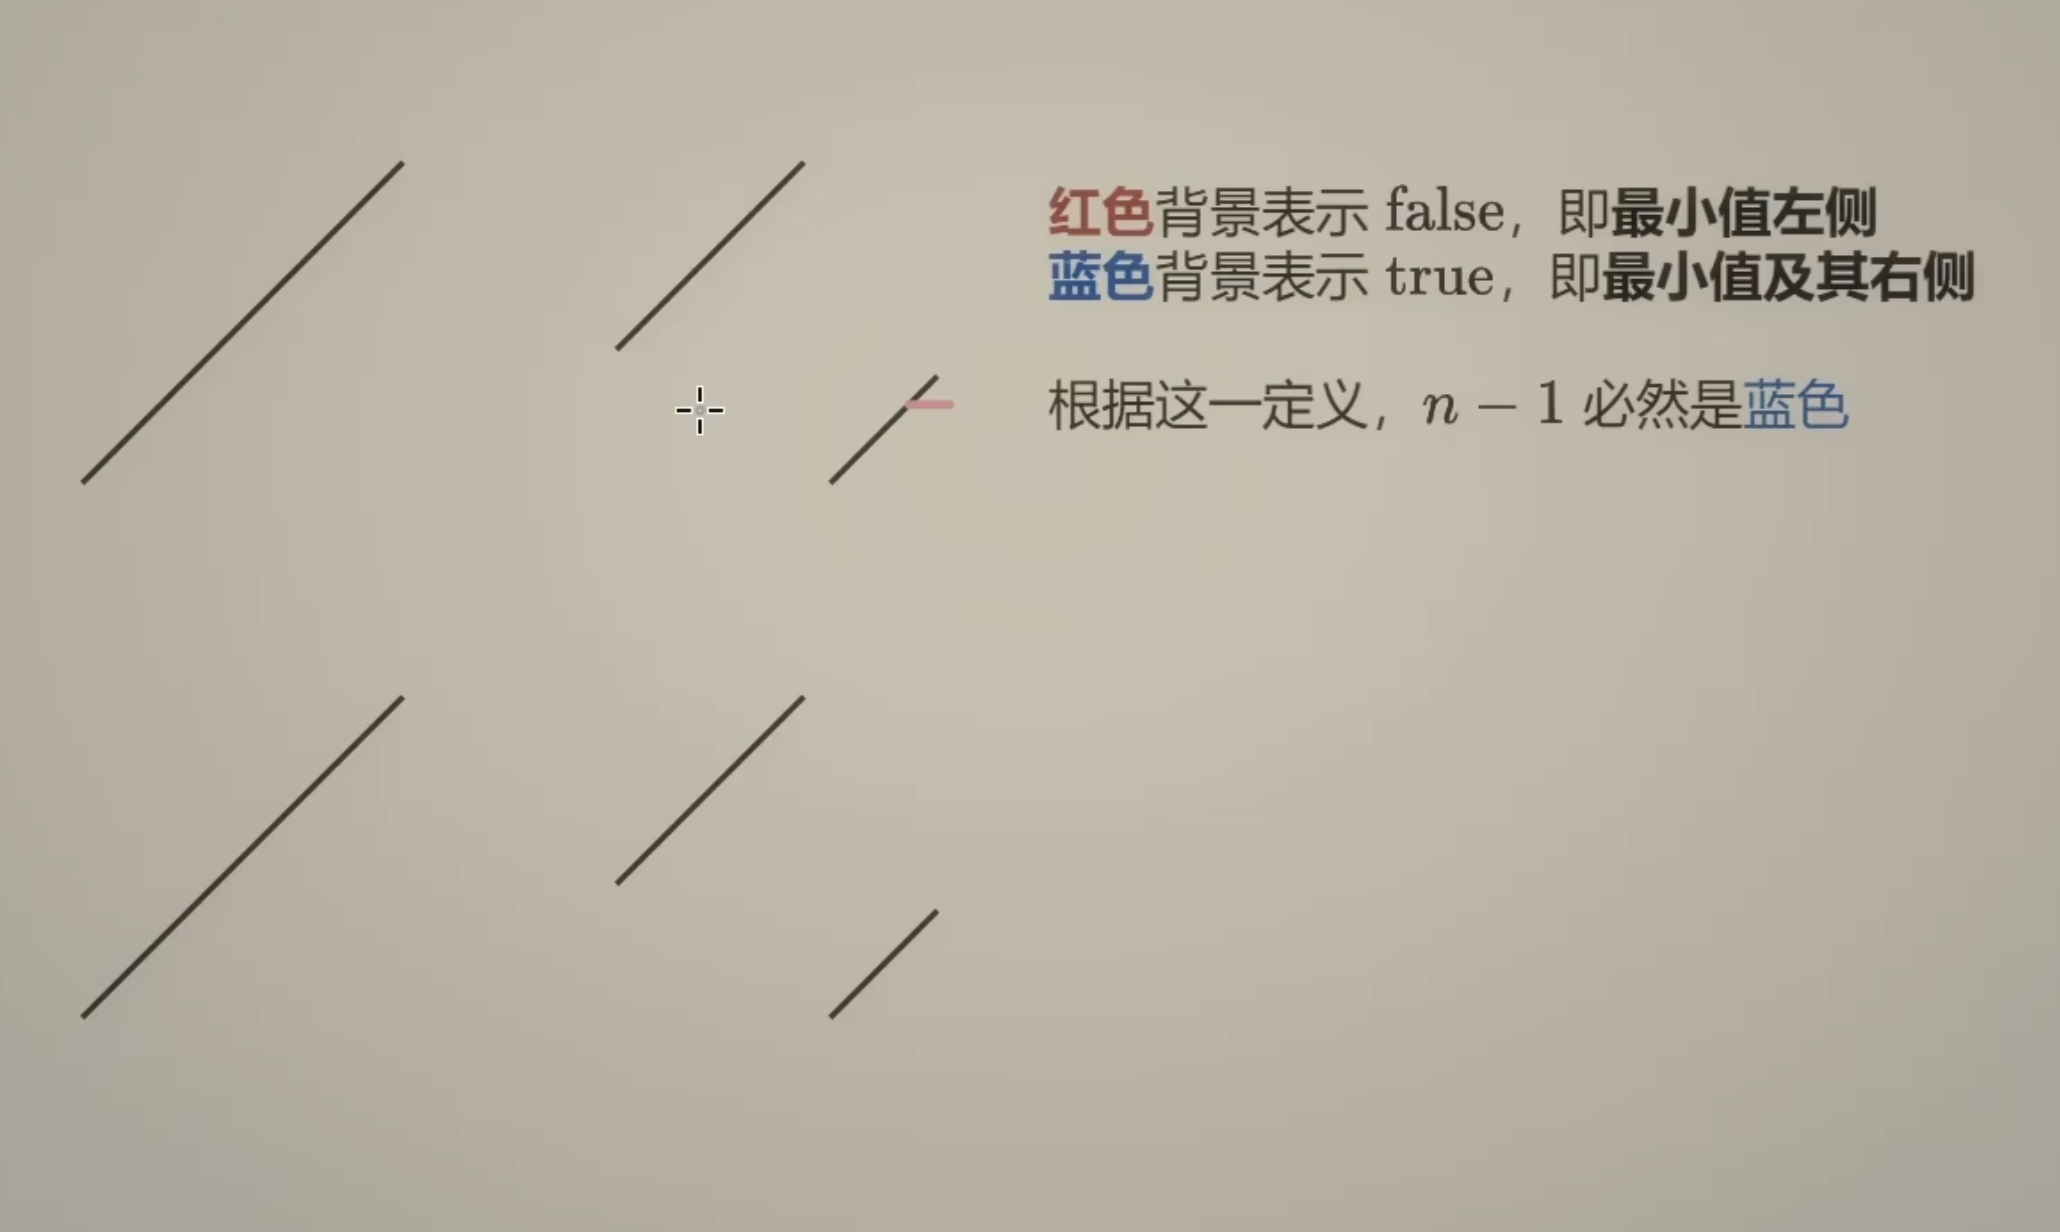 红色背景表示 false，即最小值左侧
蓝色背景表示 true，即最小值及其右侧
根据这一定义，n − 1 必然是蓝色